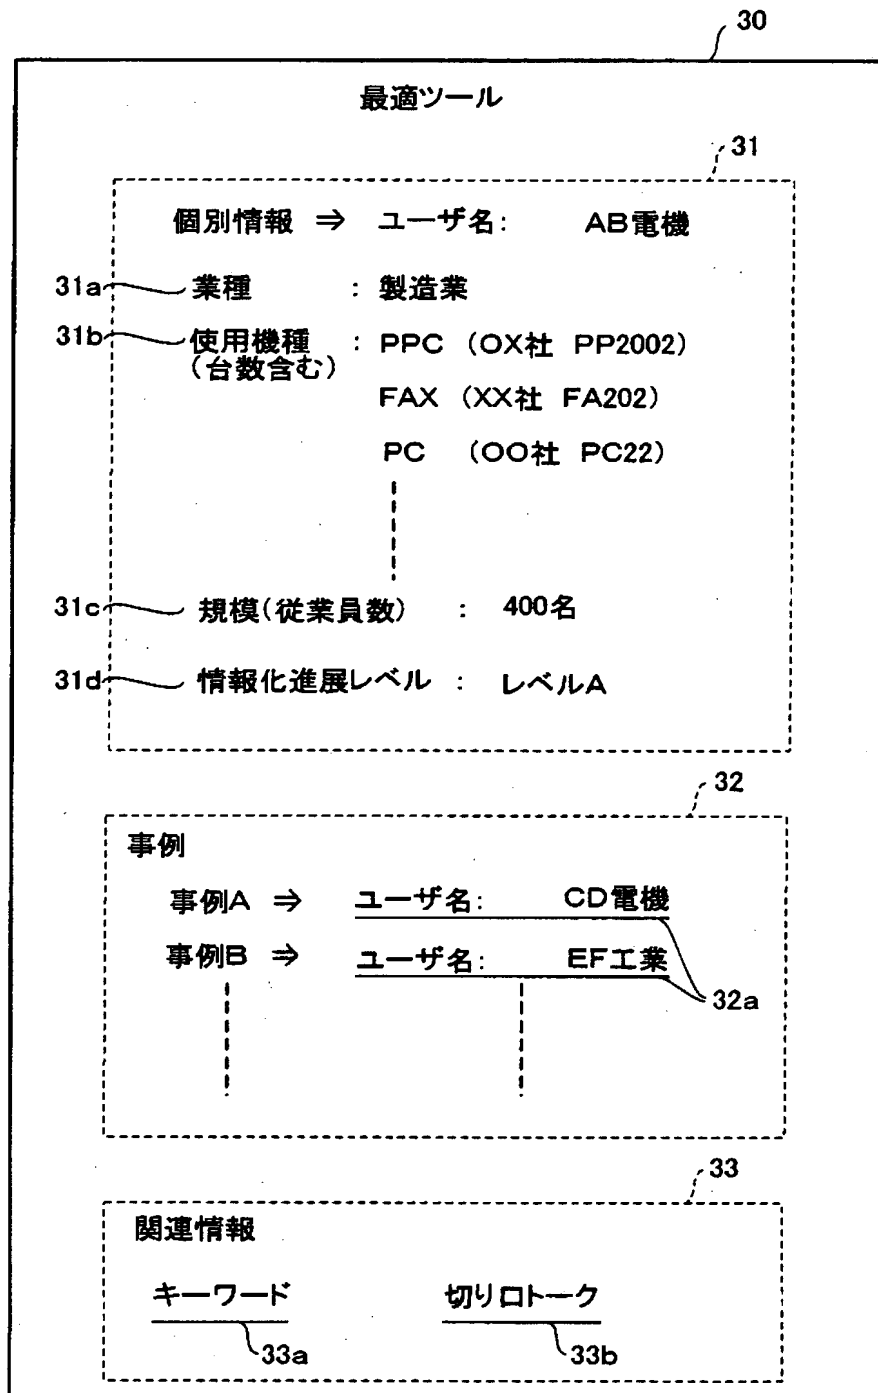 30
最適ツール
31
個別情報 ⇒ ユーザ名: AB電機
31a 業種 : 製造業
31b 使用機種 : PPC (OX社 PP2002)
(台数含む)
FAX (XX社 FA202)
PC (OO社 PC22)
31c 規模(従業員数) : 400名
31d 情報化進展レベル : レベルA
32
事例
事例A ⇒ ユーザ名: CD電機
事例B ⇒ ユーザ名: EF工業
32a
33
関連情報
キーワード 切り口トーク
33a 33b